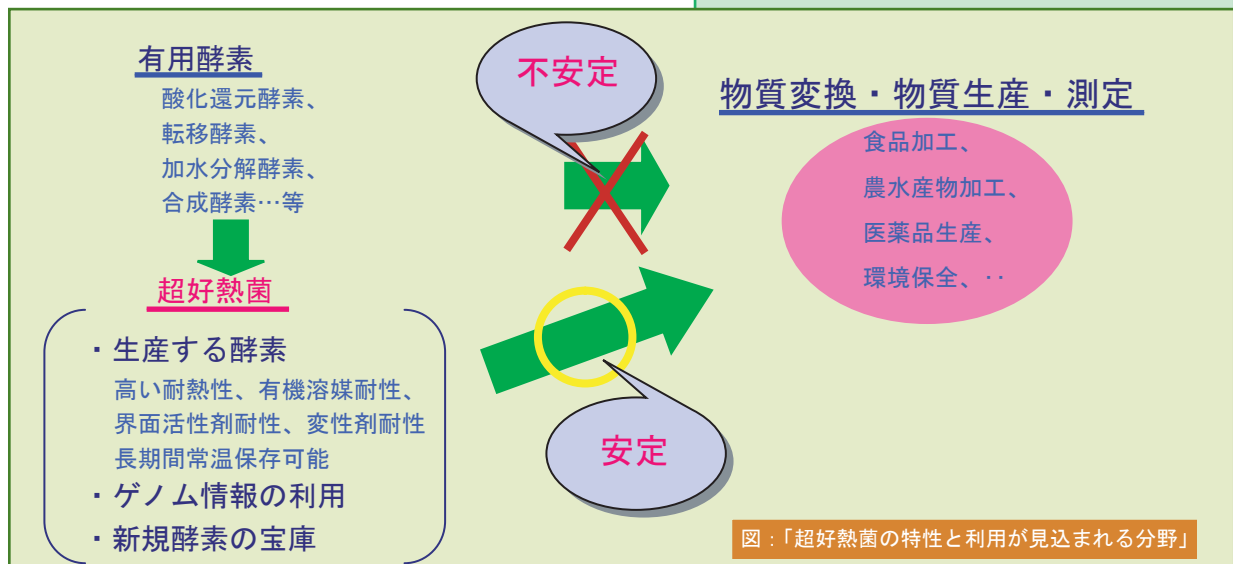 有用酵素
酸化還元酵素、
転移酵素、
加水分解酵素、
合成酵素…等
超好熱菌
・生産する酵素
高い耐熱性、有機溶媒耐性、
界面活性剤耐性、変性剤耐性
長期間常温保存可能
・ゲノム情報の利用
・新規酵素の宝庫
不安定
安定
物質変換・物質生産・測定
食品加工、
農水産物加工、
医薬品生産、
環境保全、‥
図：「超好熱菌の特性と利用が見込まれる分野」